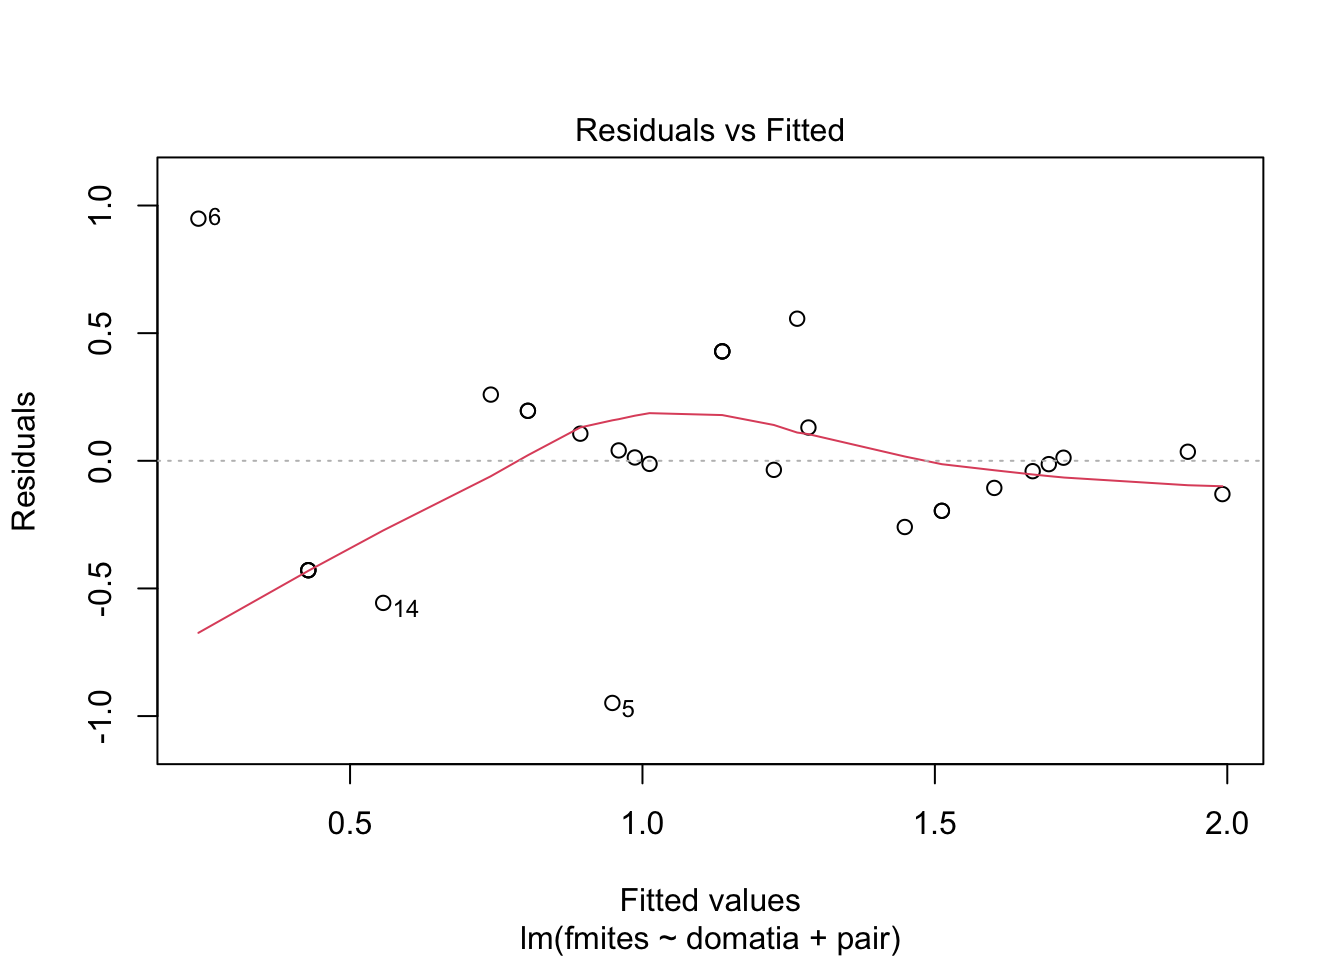 Residuals vs Fitted
Residuals
1.0
0.5
0.0
-0.5
-1.0
6
14
5
0.5 1.0 1.5 2.0
Fitted values
lm(fmites ~ domatia + pair)